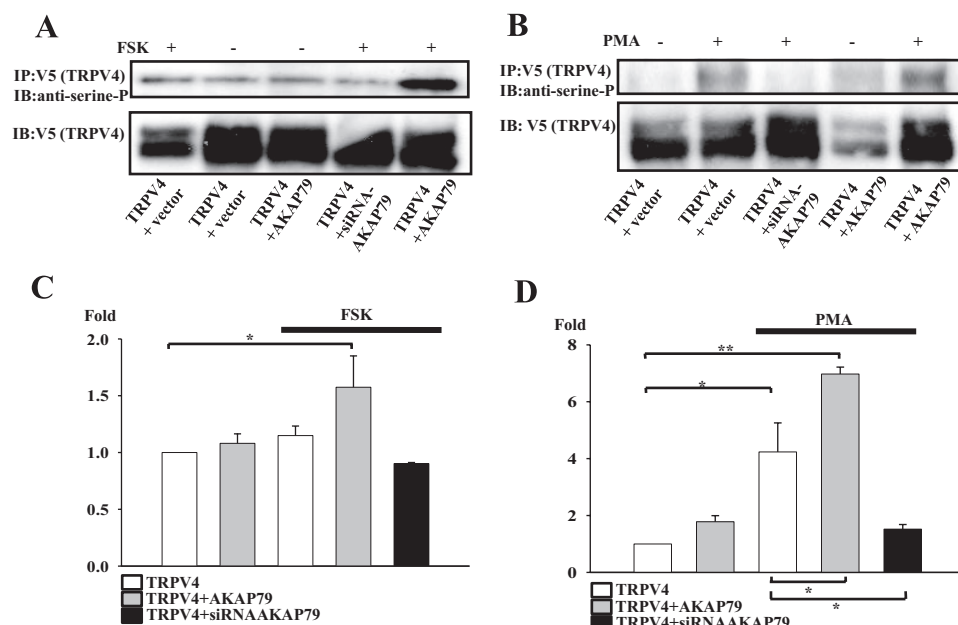 A
FSK + - - + +
IP:V5 (TRPV4)
IB:anti-serine-P
IB:V5 (TRPV4)
TRPV4
+ vector
TRPV4
+ vector
TRPV4
+AKAP79
TRPV4
+siRNA-
AKAP79
TRPV4
+AKAP79
B
PMA - + + - +
IP:V5 (TRPV4)
IB:anti-serine-P
IB: V5 (TRPV4)
TRPV4
+ vector
TRPV4
+ vector
TRPV4
+siRNA-
AKAP79
TRPV4
+ AKAP79
TRPV4
+ AKAP79
C
Fold
FSK
*
2.0
1.5
1.0
0.5
0.0
TRPV4
TRPV4+AKAP79
TRPV4+siRNAAKAP79
D
Fold
PMA
**
*
8
6
4
2
0
*
*
TRPV4
TRPV4+AKAP79
TRPV4+siRNAAKAP79